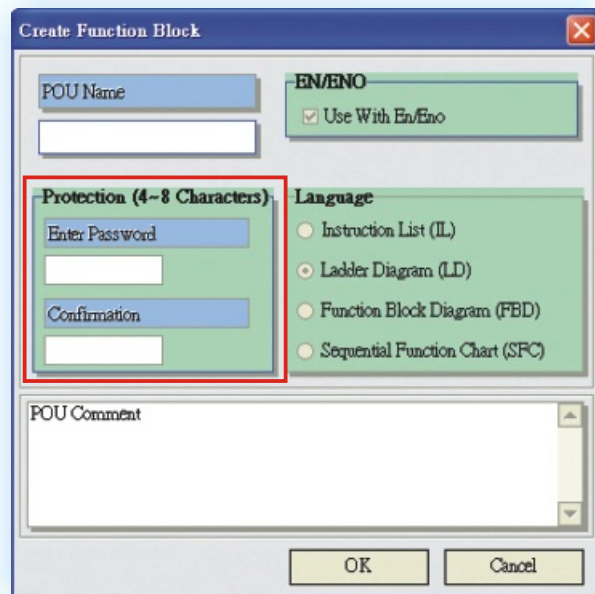 Create Function Block
POU Name
EN/ENO
Use With En/Eno
Protection (4~8 Characters)
Enter Password
Confirmation
Language
Instruction List (IL)
Ladder Diagram (LD)
Function Block Diagram (FBD)
Sequential Function Chart (SFC)
POU Comment
OK
Cancel